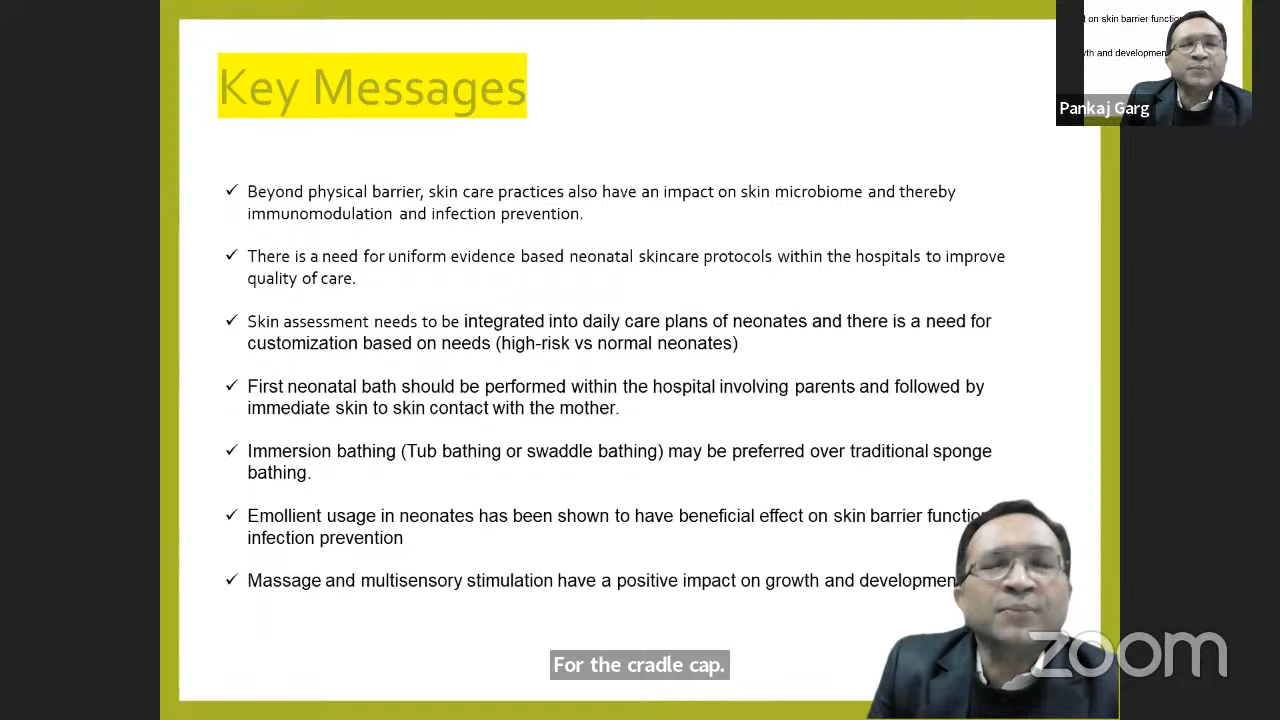 Key Messages
✓ Beyond physical barrier, skin care practices also have an impact on skin microbiome and thereby
immunomodulation and infection prevention.
✓ There is a need for uniform evidence based neonatal skincare protocols within the hospitals to improve
quality of care.
✓ Skin assessment needs to be integrated into daily care plans of neonates and there is a need for
customization based on needs (high-risk vs normal neonates)
✓ First neonatal bath should be performed within the hospital involving parents and followed by
immediate skin to skin contact with the mother.
✓ Immersion bathing (Tub bathing or swaddle bathing) may be preferred over traditional sponge
bathing.
✓ Emollient usage in neonates has been shown to have beneficial effect on skin barrier function
infection prevention
✓ Massage and multisensory stimulation have a positive impact on growth and developmen
For the cradle cap.
on skin barrier functi
and developmen
Pankaj Garg
zoom